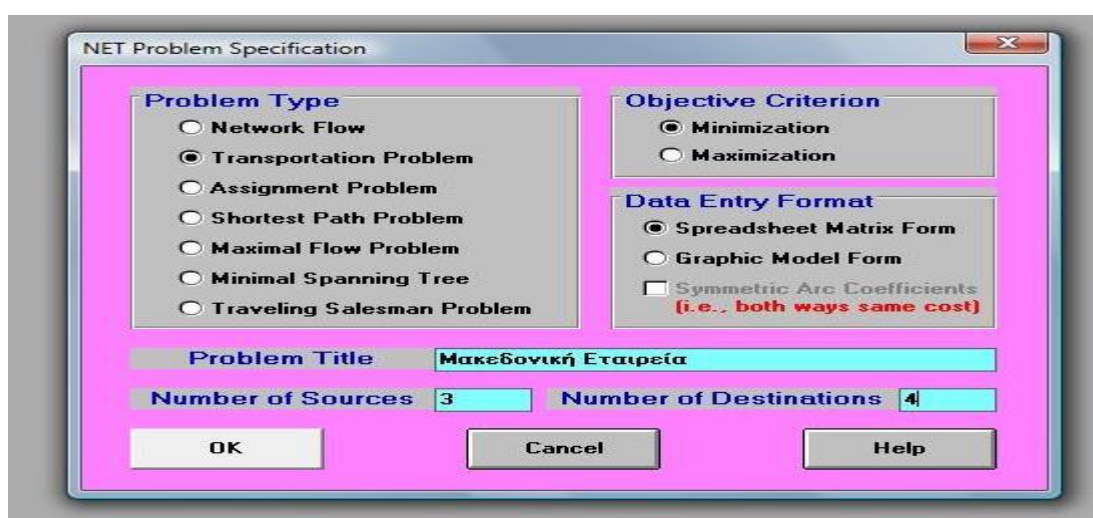 NET Problem Specification
Problem Type
Network Flow
Transportation Problem
Assignment Problem
Shortest Path Problem
Maximal Flow Problem
Minimal Spanning Tree
Traveling Salesman Problem
Objective Criterion
Minimization
Maximization
Data Entry Format
Spreadsheet Matrix Form
Graphic Model Form
Symmetric Arc Coefficients
(i.e., both ways same cost)
Problem Title Μακεδονική Εταιρεία
Number of Sources 3 Number of Destinations 4
OK Cancel Help